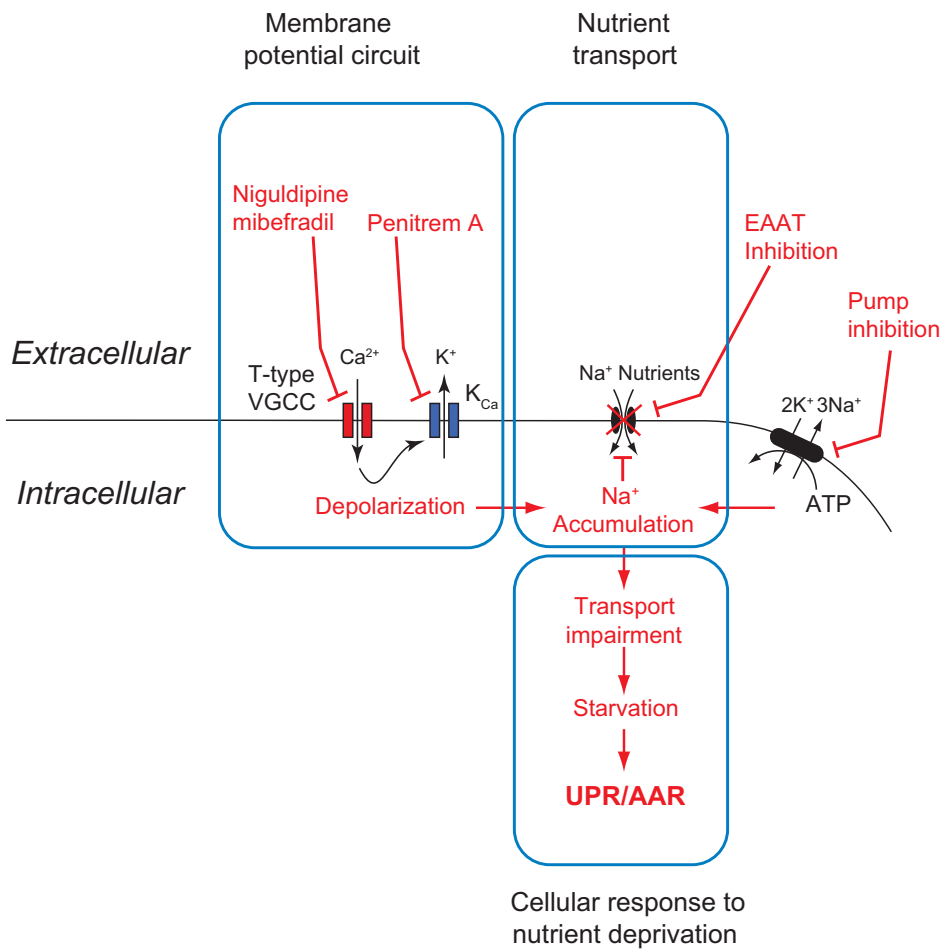 Membrane
potential circuit
Nutrient
transport
Niguldipine
mibefradil
Penitrem A
EAAT
Inhibition
Pump
inhibition
Extracellular
T-type
VGCC
Ca²⁺
K⁺
K_Ca
Na⁺ Nutrients
2K⁺ 3Na⁺
Intracellular
Depolarization
Na⁺
Accumulation
ATP
Transport
impairment
Starvation
UPR/AAR
Cellular response to
nutrient deprivation